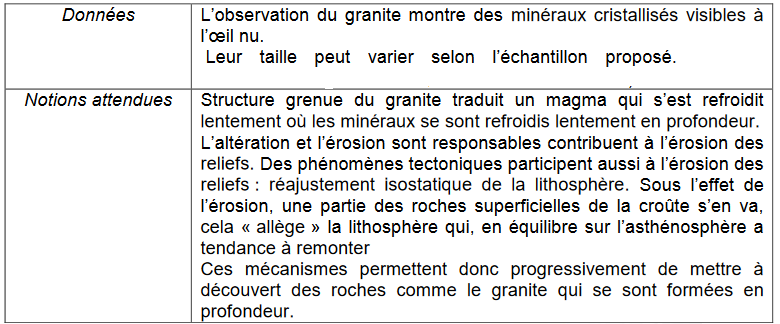 Données
L'observation du granite montre des minéraux cristallisés visibles à
l'œil nu.
Leur taille peut varier selon l'échantillon proposé.
Notions attendues
Structure grenue du granite traduit un magma qui s'est refroidit
lentement où les minéraux se sont refroidis lentement en profondeur.
L'altération et l'érosion sont responsables contribuent à l'érosion des
reliefs. Des phénomènes tectoniques participent aussi à l'érosion des
reliefs : réajustement isostatique de la lithosphère. Sous l'effet de
l'érosion, une partie des roches superficielles de la croûte s'en va,
cela « allège » la lithosphère qui, en équilibre sur l'asthénosphère a
tendance à remonter
Ces mécanismes permettent donc progressivement de mettre à
découvert des roches comme le granite qui se sont formées en
profondeur.